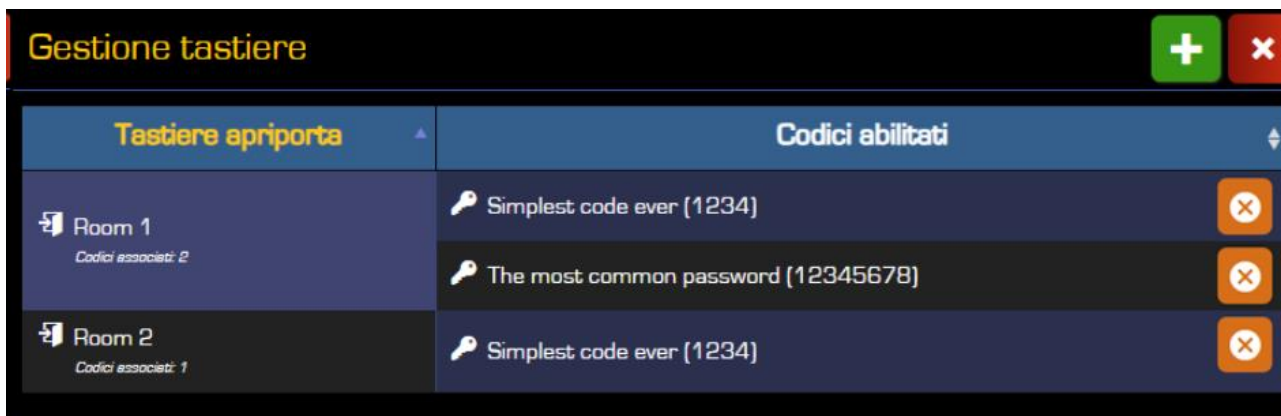 Gestione tastiere
Tastiere apriporta
Codici abilitati
Room 1
Codici associati: 2
Simplest code ever (1234)
The most common password (12345678)
Room 2
Codici associati: 1
Simplest code ever (1234)